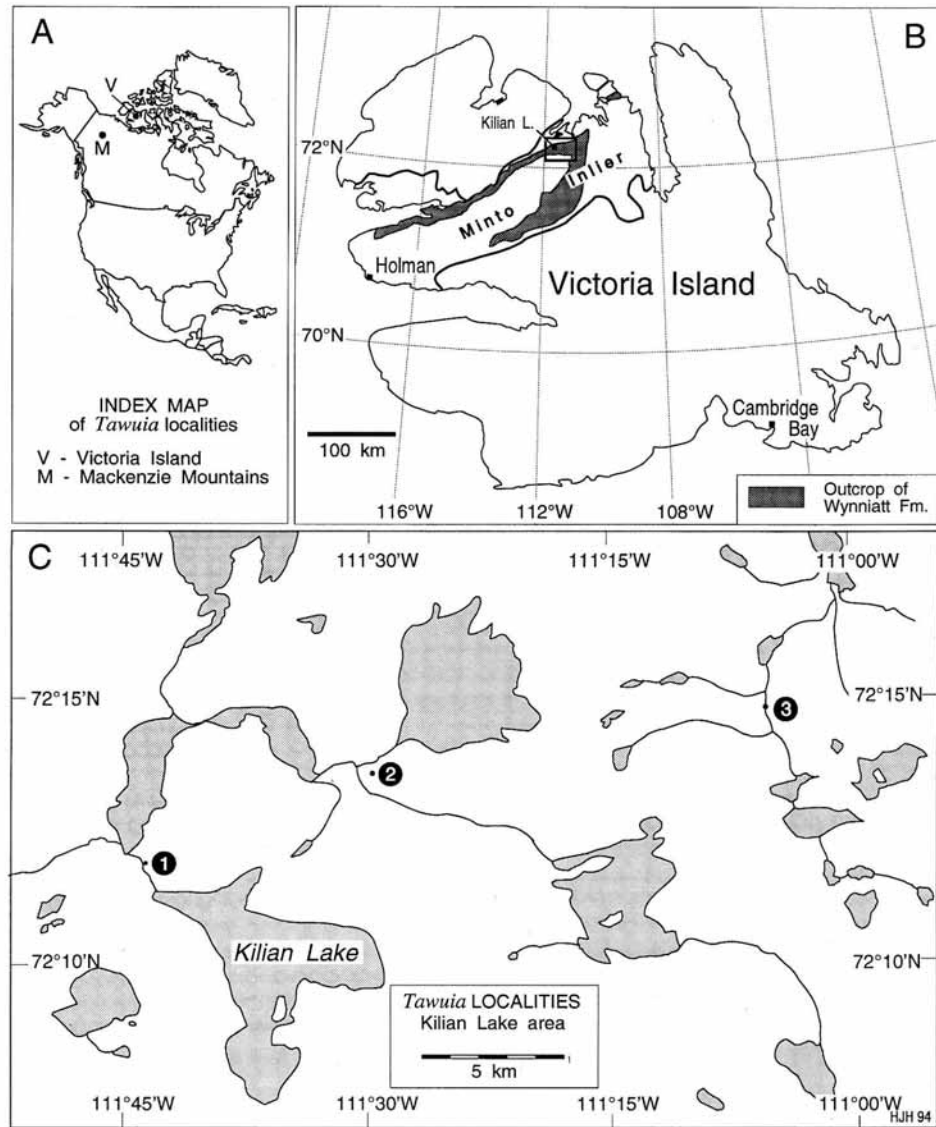 A
V
M
INDEX MAP
of Tawuia localities
V - Victoria Island
M - Mackenzie Mountains
B
Kilian L.
72°N
Minto Inlier
Holman
Victoria Island
70°N
Cambridge
Bay
100 km
116°W 112°W 108°W
Outcrop of
Wynniatt Fm.
C
111°45'W 111°30'W 111°15'W 111°00'W
72°15'N 72°15'N
3
2
1
Kilian Lake
72°10'N 72°10'N
Tawuia LOCALITIES
Kilian Lake area
5 km
111°45'W 111°30'W 111°15'W 111°00'W
HJH 94